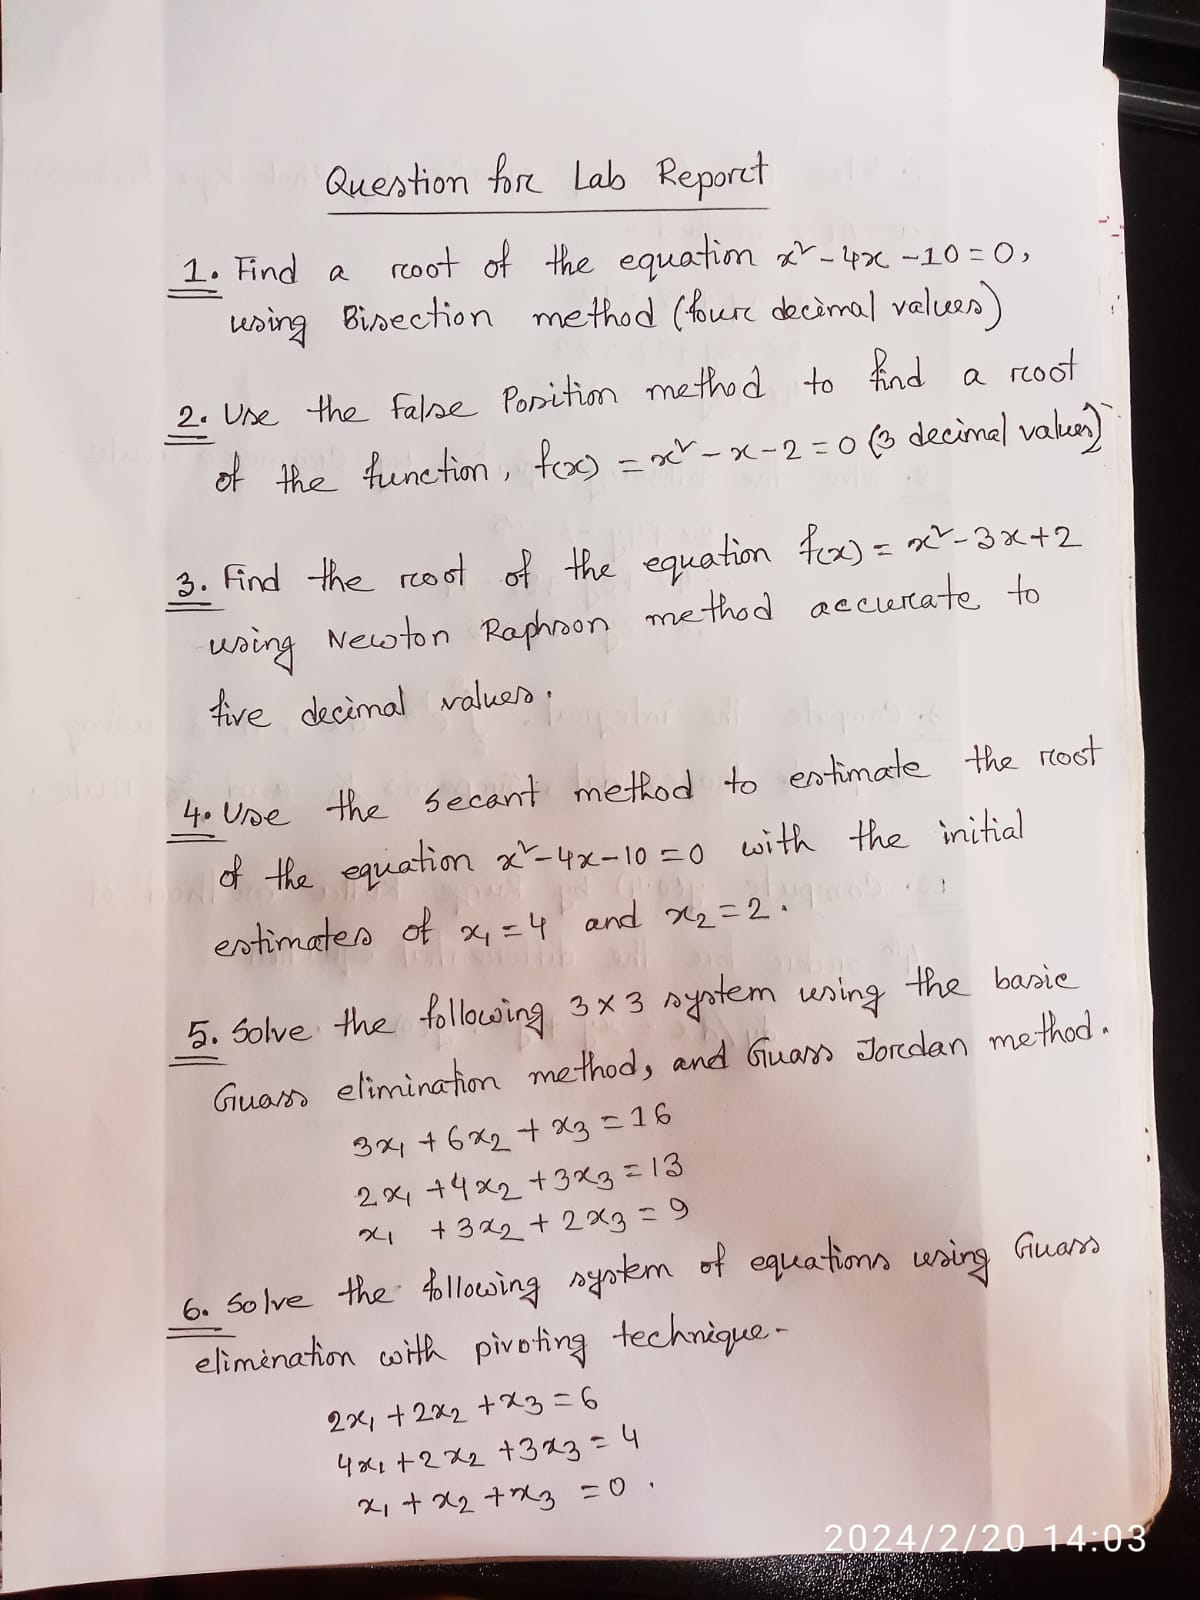 Question for Lab Report
1. Find a root of the equation x² - 4x - 10 = 0,
using Bisection method (four decimal values)
2. Use the False Position method to find a root
of the function, f(x) = x² - x - 2 = 0 (3 decimal values)
3. Find the root of the equation f(x) = x² - 3x + 2
using Newton Raphson method accurate to
five decimal values.
4. Use the Secant method to estimate the root
of the equation x² - 4x - 10 = 0 with the initial
estimates of x₁ = 4 and x₂ = 2.
5. Solve the following 3 x 3 system using the basic
Guass elimination method, and Guass Jordan method.
3x₁ + 6x₂ + x₃ = 16
2x₁ + 4x₂ + 3x₃ = 13
x₁ + 3x₂ + 2x₃ = 9
6. Solve the following system of equations using Guass
elimination with pivoting technique-
2x₁ + 2x₂ + x₃ = 6
4x₁ + 2x₂ + 3x₃ = 4
x₁ + x₂ + x₃ = 0.
2024/2/20 14:03